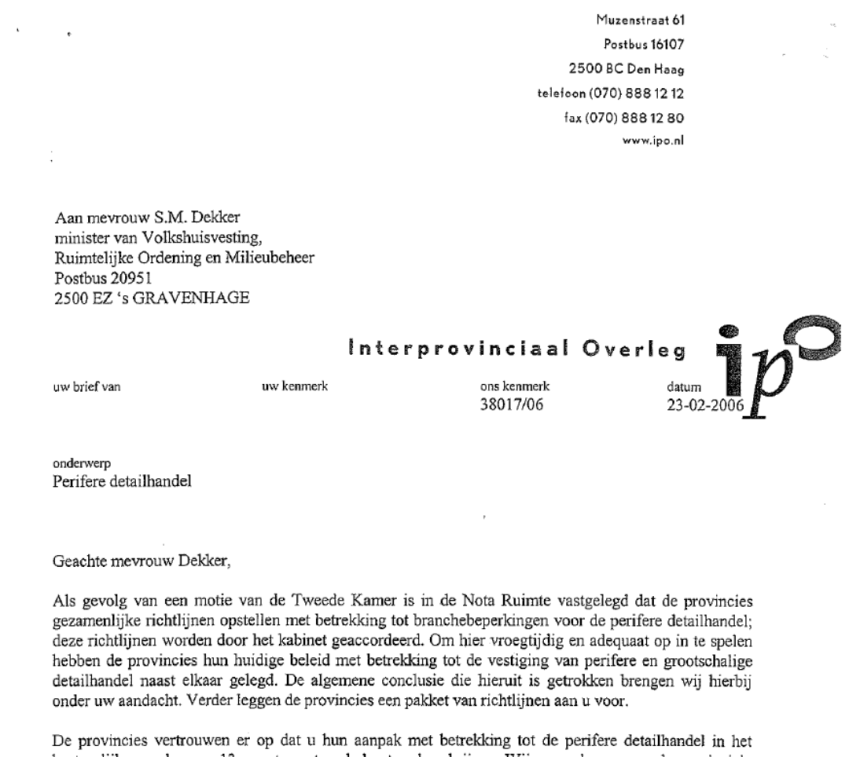 Muzenstraat 61
Postbus 16107
2500 BC Den Haag
telefoon (070) 888 12 12
fax (070) 888 12 80
www.ipo.nl
Aan mevrouw S.M. Dekker
minister van Volkshuisvesting,
Ruimtelijke Ordening en Milieubeheer
Postbus 20951
2500 EZ ‘s GRAVENHAGE
Interprovinciaal Overleg ipo
uw brief van uw kenmerk ons kenmerk datum
38017/06 23-02-2006
onderwerp
Perifere detailhandel
Geachte mevrouw Dekker,
Als gevolg van een motie van de Tweede Kamer is in de Nota Ruimte vastgelegd dat de provincies
gezamenlijke richtlijnen opstellen met betrekking tot branchebeperkingen voor de perifere detailhandel;
deze richtlijnen worden door het kabinet geaccordeerd. Om hier vroegtijdig en adequaat op in te spelen
hebben de provincies hun huidige beleid met betrekking tot de vestiging van perifere en grootschalige
detailhandel naast elkaar gelegd. De algemene conclusie die hieruit is getrokken brengen wij hierbij
onder uw aandacht. Verder leggen de provincies een pakket van richtlijnen aan u voor.
De provincies vertrouwen er op dat u hun aanpak met betrekking tot de perifere detailhandel in het